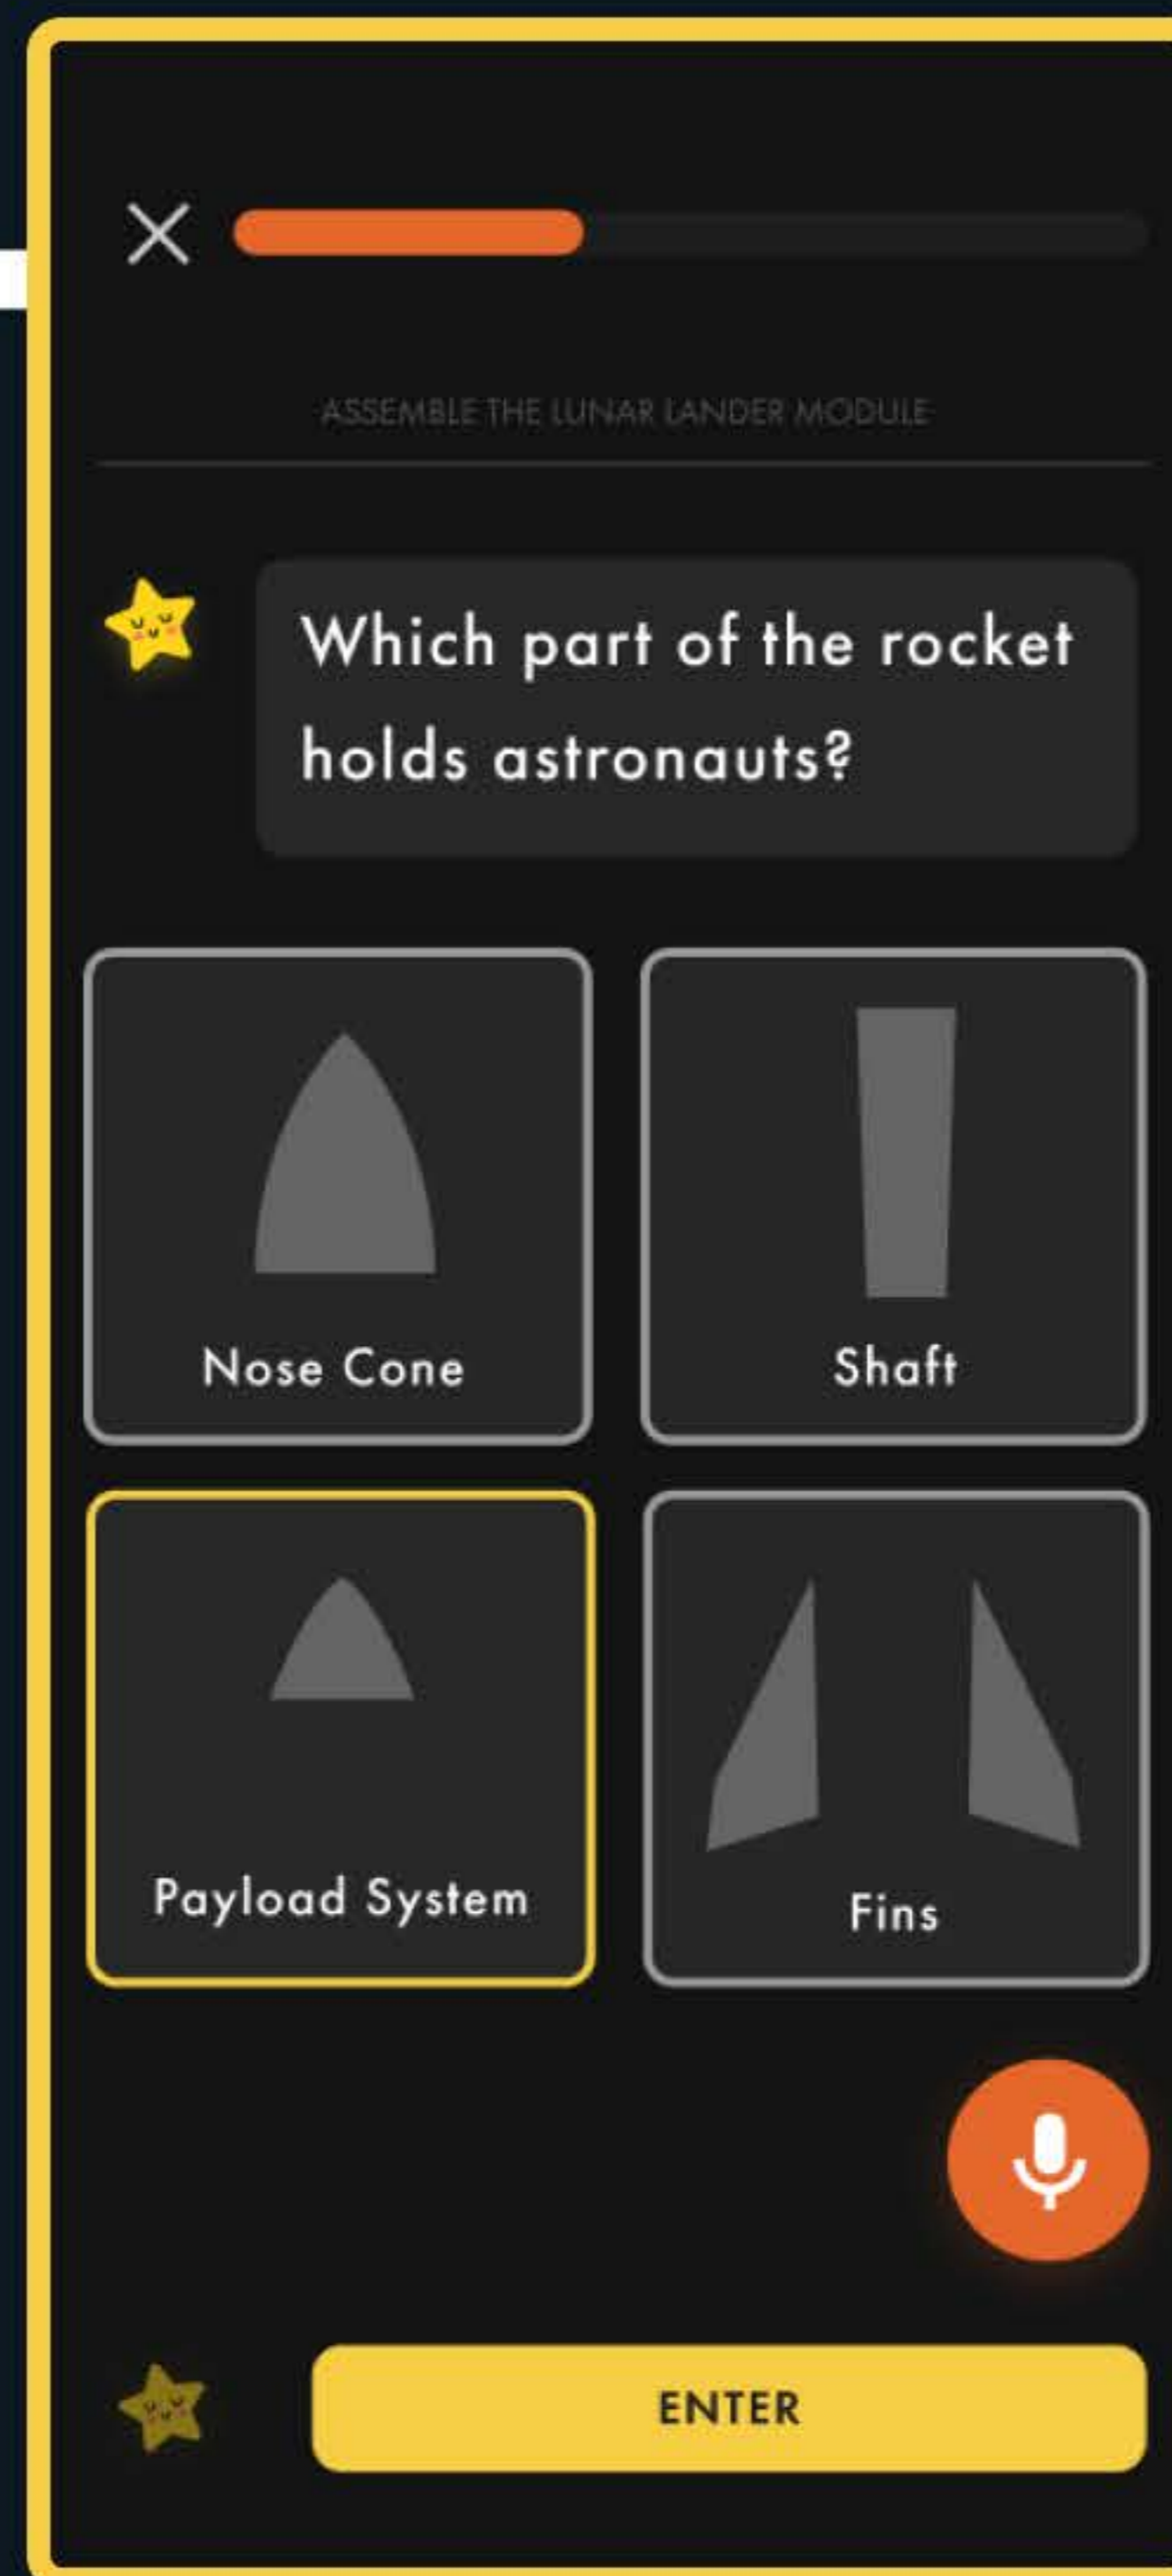 ASSEMBLE THE LUNAR LANDER MODULE
Which part of the rocket
holds astronauts?
Nose Cone
Shaft
Payload System
Fins
ENTER